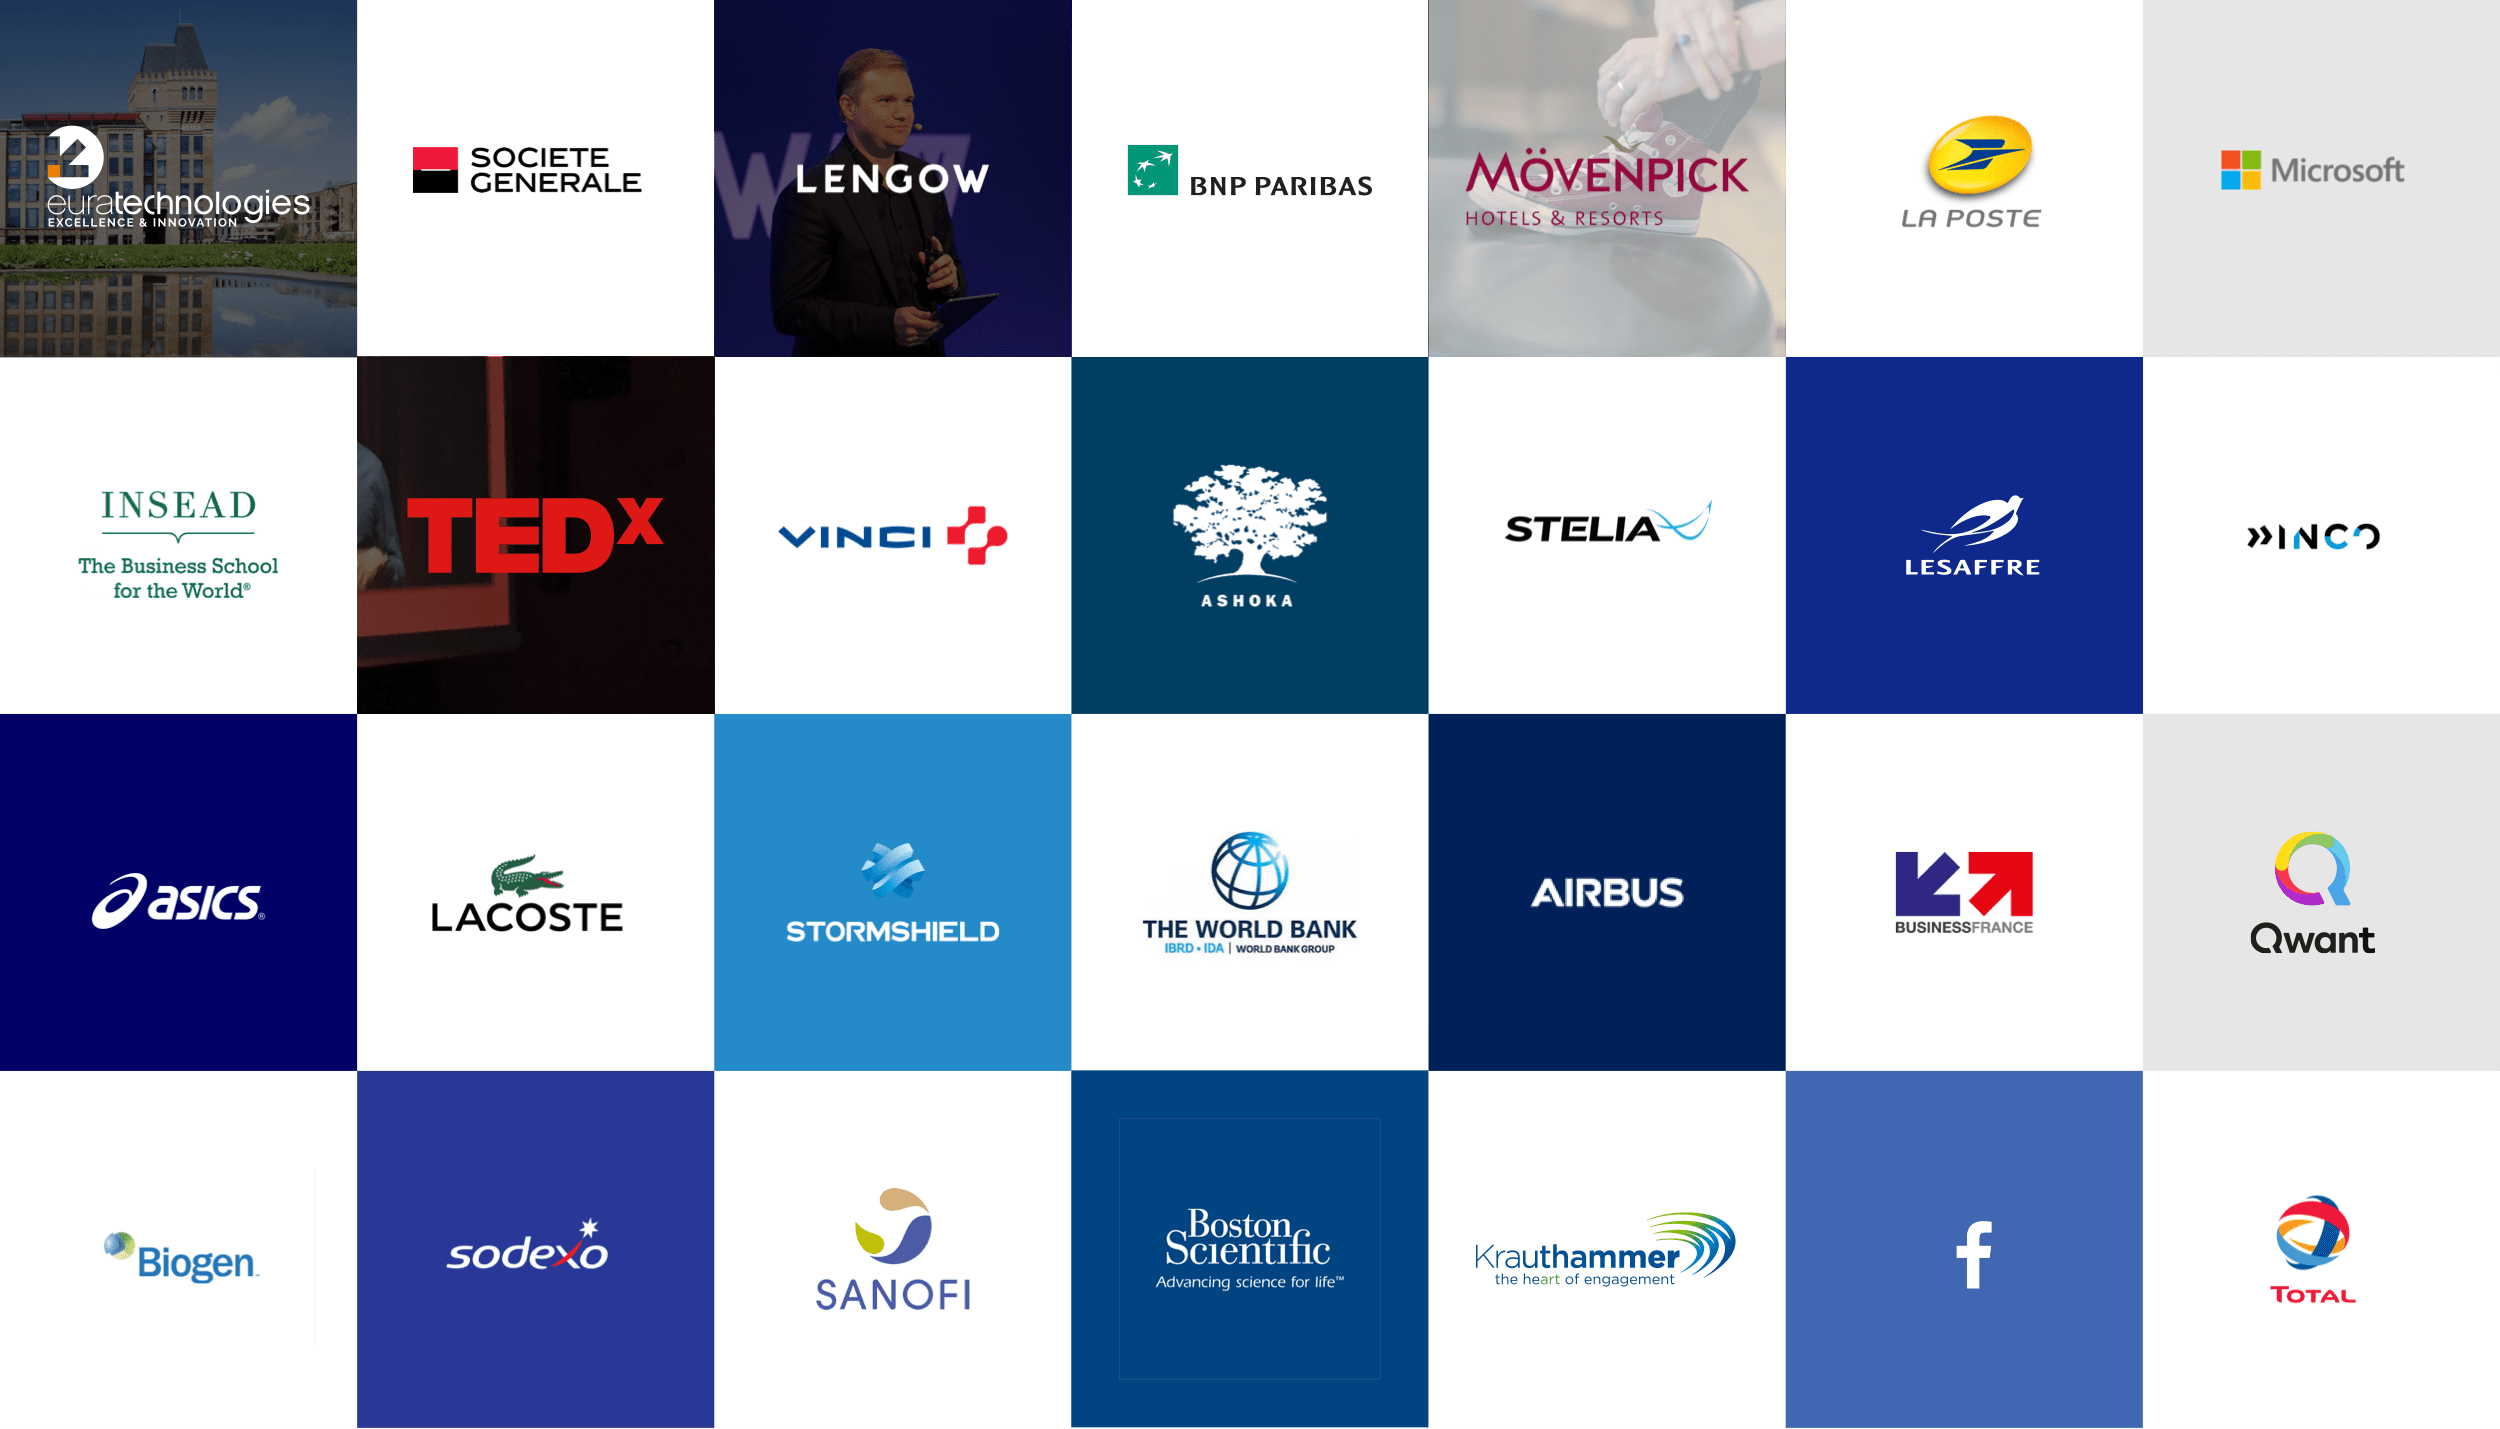 euratechnologies
EXCELLENCE & INNOVATION
SOCIETE
GENERALE
LENGOW
BNP PARIBAS
MÖVENPICK
HOTELS & RESORTS
LA POSTE
Microsoft
INSEAD
The Business School
for the World®
TEDx
VINCI
ASHOKA
STELIA
LESAFFRE
INCO
asics®
LACOSTE
STORMSHIELD
THE WORLD BANK
IBRD • IDA | WORLD BANK GROUP
AIRBUS
BUSINESSFRANCE
Qwant
Biogen™
sodexo
SANOFI
Boston
Scientific
Advancing science for life™
Krauthammer
the heart of engagement
f
TOTAL